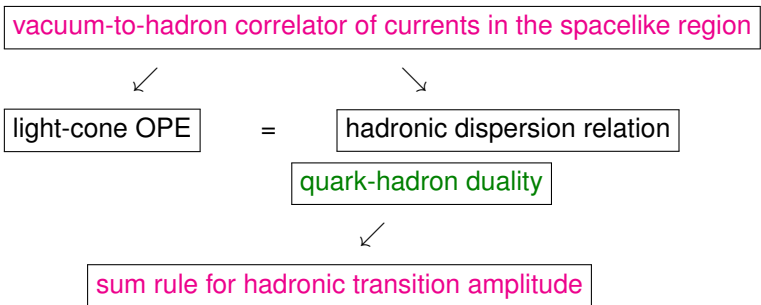 vacuum-to-hadron correlator of currents in the spacelike region
↙ ↘
light-cone OPE = hadronic dispersion relation
quark-hadron duality
↙
sum rule for hadronic transition amplitude